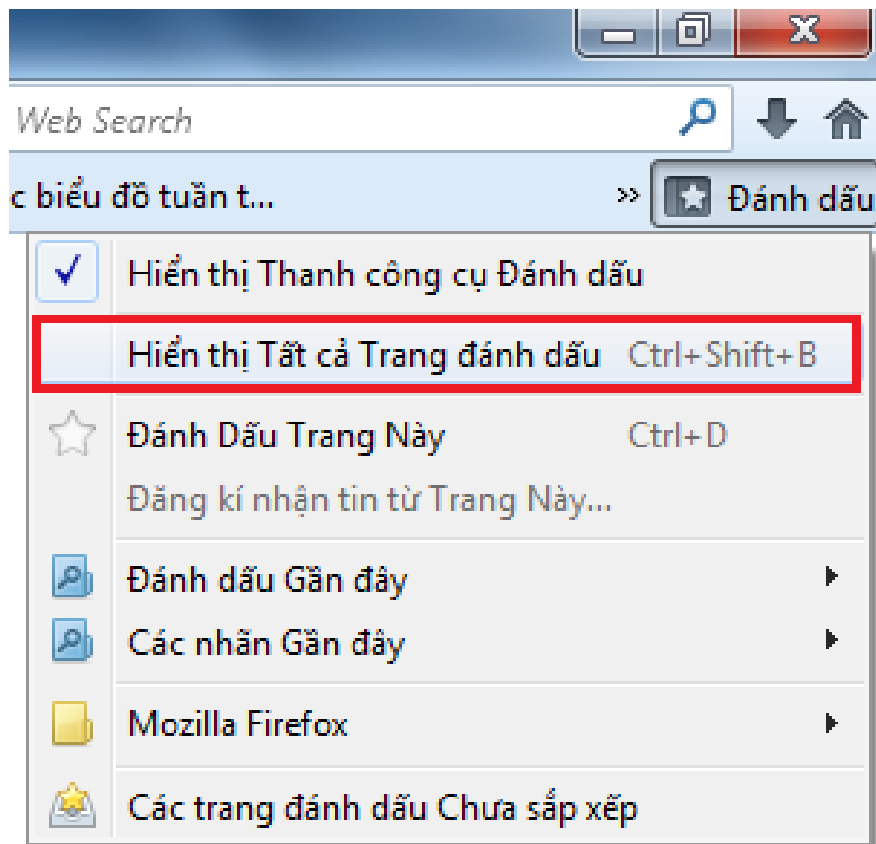 Web Search
c biểu đồ tuần t... » Đánh dấu
Hiển thị Thanh công cụ Đánh dấu
Hiển thị Tất cả Trang đánh dấu Ctrl+Shift+B
Đánh Dấu Trang Này Ctrl+D
Đăng kí nhận tin từ Trang Này...
Đánh dấu Gần đây
Các nhãn Gần đây
Mozilla Firefox
Các trang đánh dấu Chưa sắp xếp